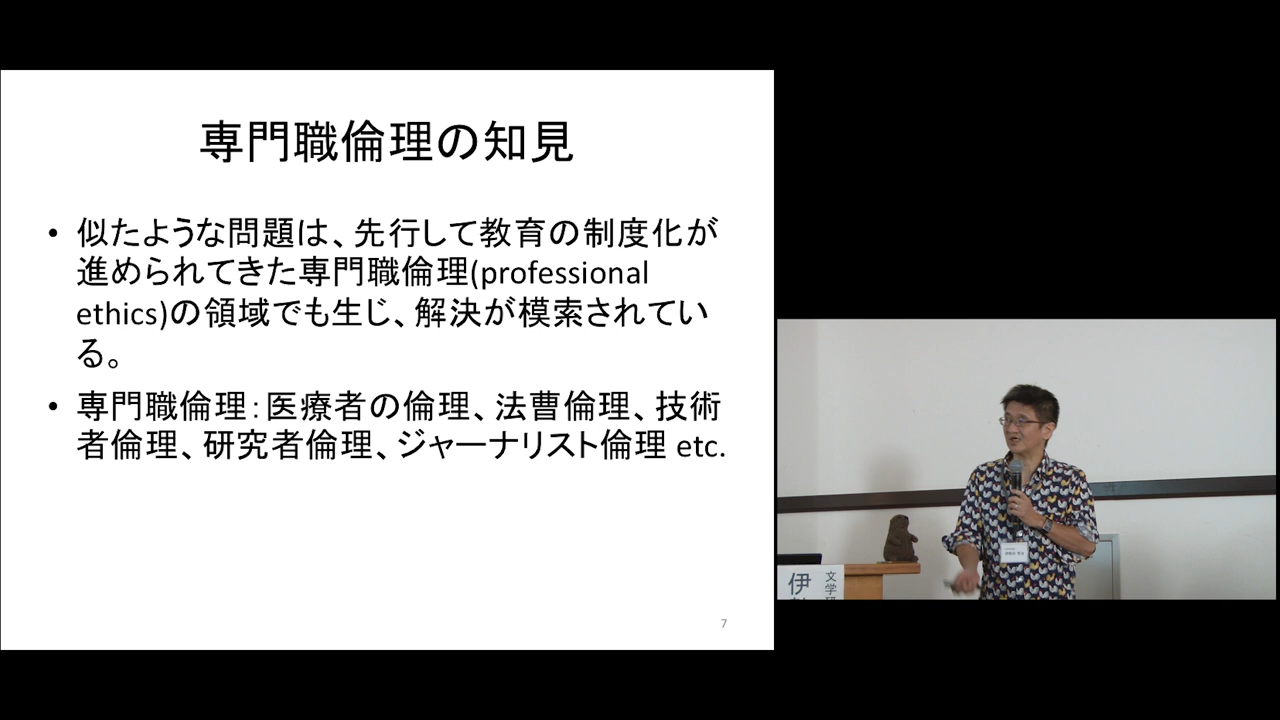 専門職倫理の知見
• 似たような問題は、先行して教育の制度化が
進められてきた専門職倫理(professional
ethics)の領域でも生じ、解決が模索されてい
る。
• 専門職倫理：医療者の倫理、法曹倫理、技術
者倫理、研究者倫理、ジャーナリスト倫理 etc.
7
文学研
伊